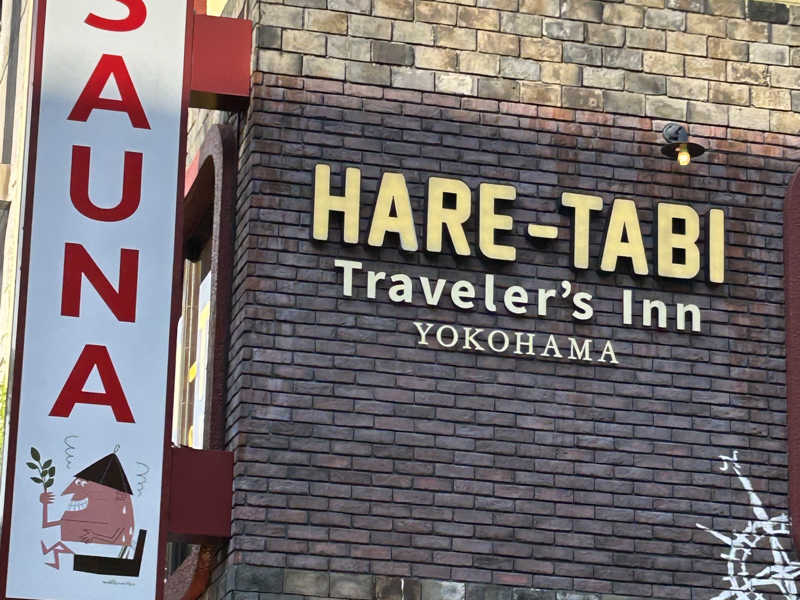 SAUNA
HARE-TABI
Traveler's Inn
YOKOHAMA